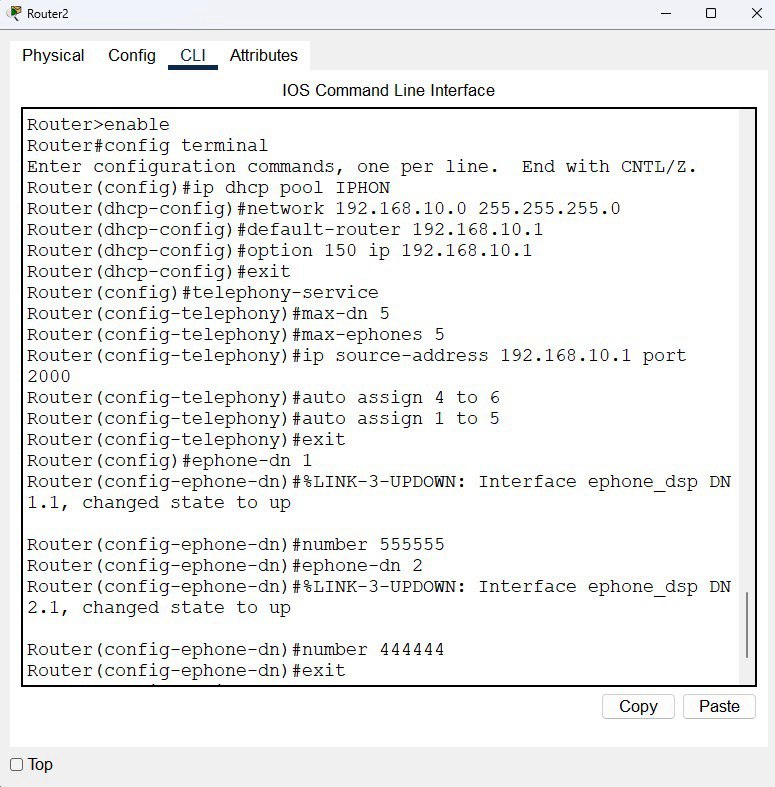 Router2
Physical Config CLI Attributes
IOS Command Line Interface
Router>enable
Router#config terminal
Enter configuration commands, one per line.  End with CNTL/Z.
Router(config)#ip dhcp pool IPHON
Router(dhcp-config)#network 192.168.10.0 255.255.255.0
Router(dhcp-config)#default-router 192.168.10.1
Router(dhcp-config)#option 150 ip 192.168.10.1
Router(dhcp-config)#exit
Router(config)#telephony-service
Router(config-telephony)#max-dn 5
Router(config-telephony)#max-ephones 5
Router(config-telephony)#ip source-address 192.168.10.1 port
2000
Router(config-telephony)#auto assign 4 to 6
Router(config-telephony)#auto assign 1 to 5
Router(config-telephony)#exit
Router(config)#ephone-dn 1
Router(config-ephone-dn)#%LINK-3-UPDOWN: Interface ephone_dsp DN
1.1, changed state to up
Router(config-ephone-dn)#number 555555
Router(config-ephone-dn)#ephone-dn 2
Router(config-ephone-dn)#%LINK-3-UPDOWN: Interface ephone_dsp DN
2.1, changed state to up
Router(config-ephone-dn)#number 444444
Router(config-ephone-dn)#exit
Copy Paste
Top